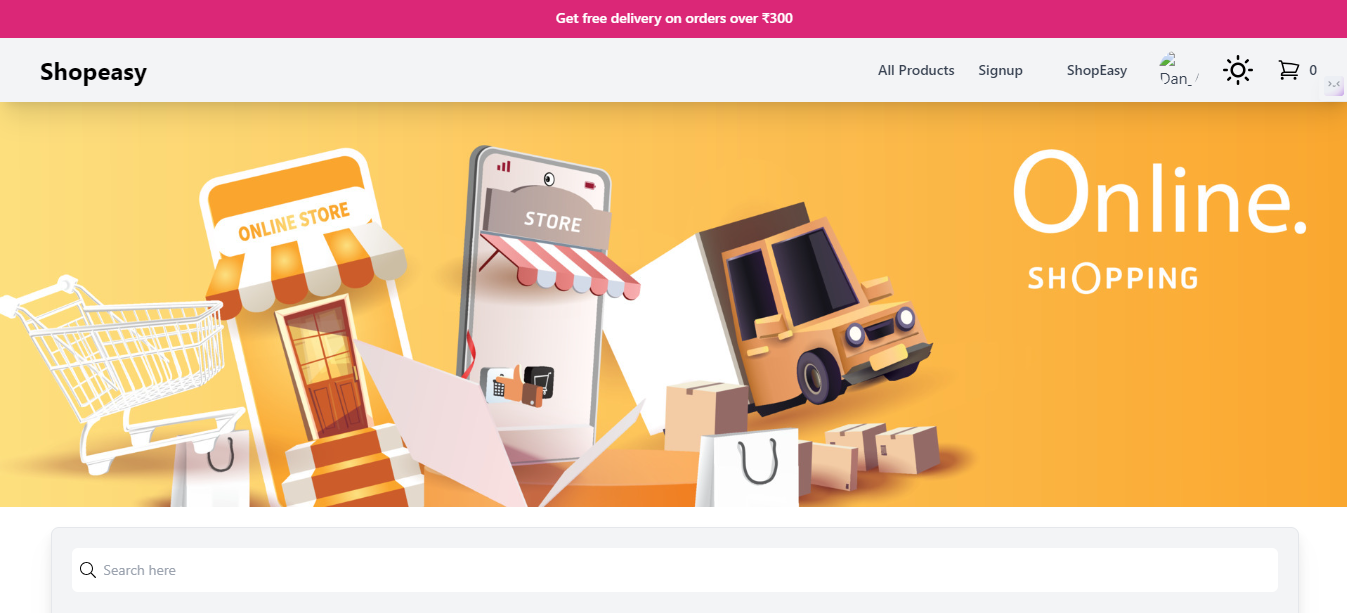 Get free delivery on orders over ₹300
Shopeasy
All Products
Signup
ShopEasy
Dan_
0
ONLINE STORE
STORE
Online.
SHOPPING
Search here